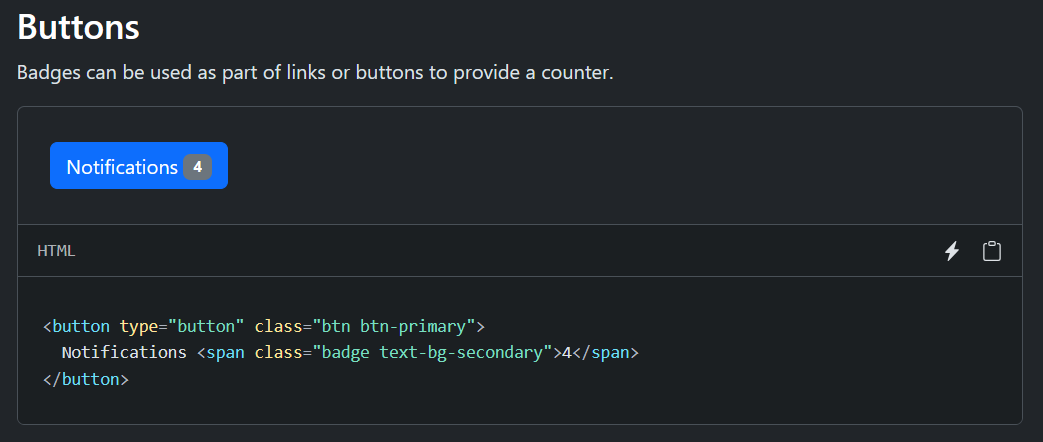 Buttons
Badges can be used as part of links or buttons to provide a counter.
Notifications 4
HTML
<button type="button" class="btn btn-primary">
  Notifications <span class="badge text-bg-secondary">4</span>
</button>